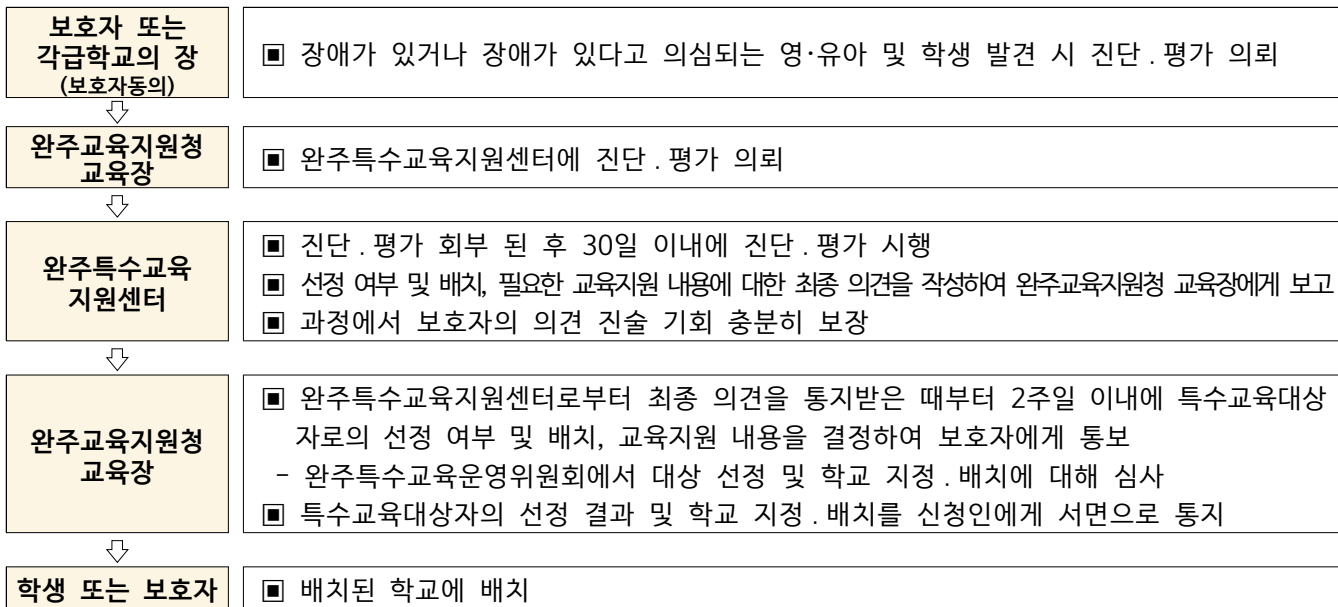 보호자 또는
각급학교의 장
(보호자동의)
▣ 장애가 있거나 장애가 있다고 의심되는 영·유아 및 학생 발견 시 진단．평가 의뢰
완주교육지원청
교육장
▣ 완주특수교육지원센터에 진단．평가 의뢰
완주특수교육
지원센터
▣ 진단．평가 회부 된 후 30일 이내에 진단．평가 시행
▣ 선정 여부 및 배치, 필요한 교육지원 내용에 대한 최종 의견을 작성하여 완주교육지원청 교육장에게 보고
▣ 과정에서 보호자의 의견 진술 기회 충분히 보장
완주교육지원청
교육장
▣ 완주특수교육지원센터로부터 최종 의견을 통지받은 때부터 2주일 이내에 특수교육대상
자로의 선정 여부 및 배치, 교육지원 내용을 결정하여 보호자에게 통보
- 완주특수교육운영위원회에서 대상 선정 및 학교 지정．배치에 대해 심사
▣ 특수교육대상자의 선정 결과 및 학교 지정．배치를 신청인에게 서면으로 통지
학생 또는 보호자
▣ 배치된 학교에 배치